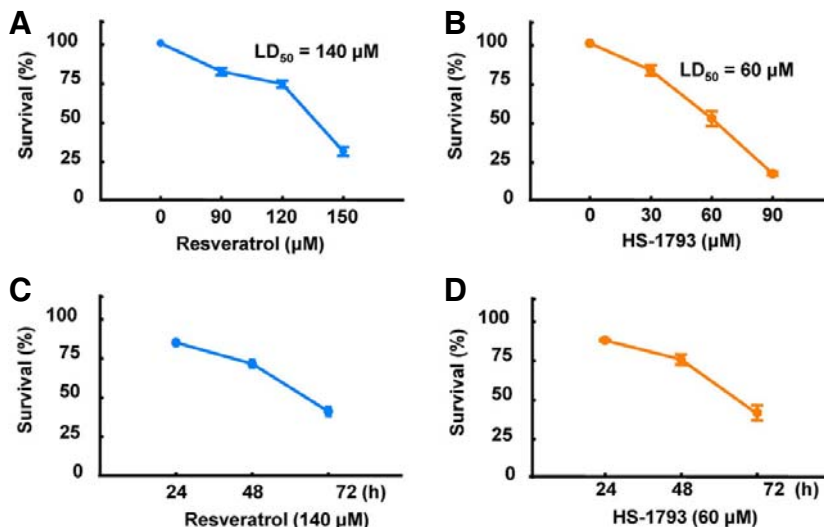 A
Survival (%)
100
75
50
25
0
LD50 = 140 µM
0 90 120 150
Resveratrol (µM)
B
Survival (%)
100
75
50
25
0
LD50 = 60 µM
0 30 60 90
HS-1793 (µM)
C
Survival (%)
100
75
50
25
0
24 48 72 (h)
Resveratrol (140 µM)
D
Survival (%)
100
75
50
25
0
24 48 72 (h)
HS-1793 (60 µM)